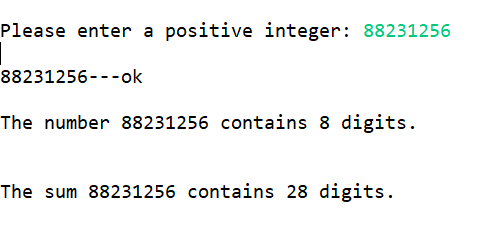 Please enter a positive integer: 88231256
88231256---ok
The number 88231256 contains 8 digits.
The sum 88231256 contains 28 digits.